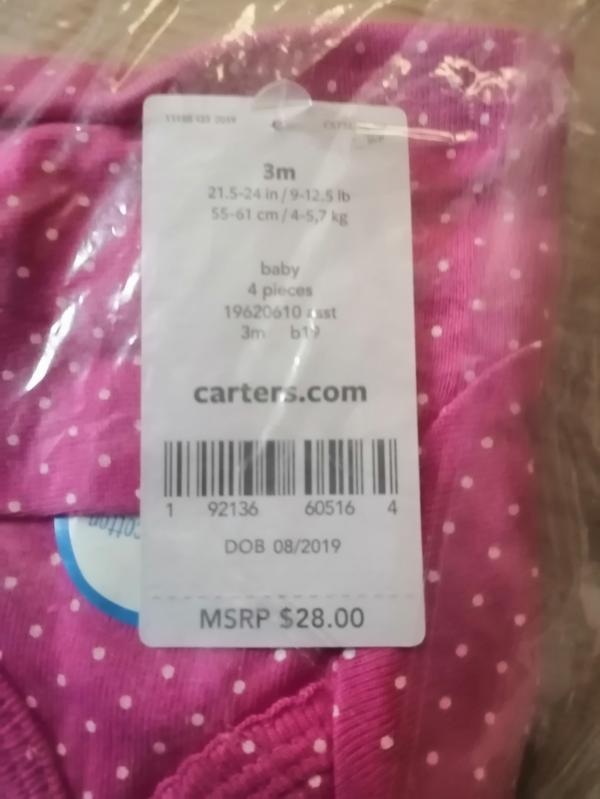 3m
21.5-24 in / 9-12.5 lb
55-61 cm / 4-5,7 kg
baby
4 pieces
19620610 asst
3m b19
carters.com
1 92136 60516 4
DOB 08/2019
MSRP $28.00
cotton